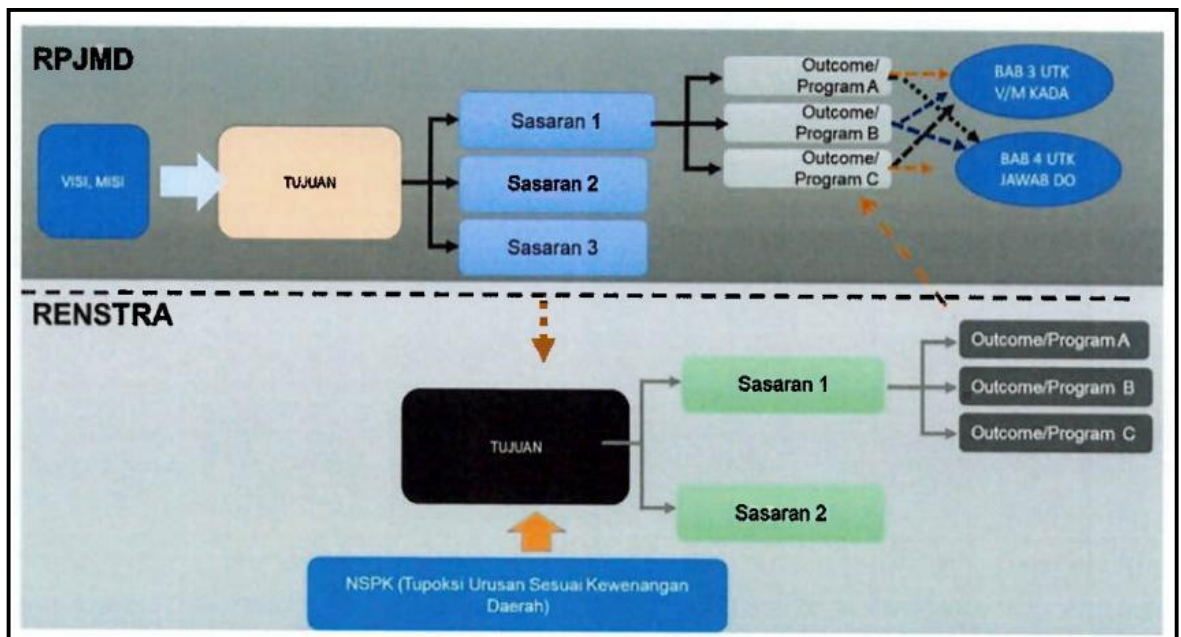 RPJMD
VISI, MISI
TUJUAN
Sasaran 1
Sasaran 2
Sasaran 3
Outcome/
Program A
Outcome/
Program B
Outcome/
Program C
BAB 3 UTK
V/M KADA
BAB 4 UTK
JAWAB DO
RENSTRA
TUJUAN
Sasaran 1
Sasaran 2
Outcome/Program A
Outcome/Program B
Outcome/Program C
NSPK (Tupoksi Urusan Sesuai Kewenangan
Daerah)